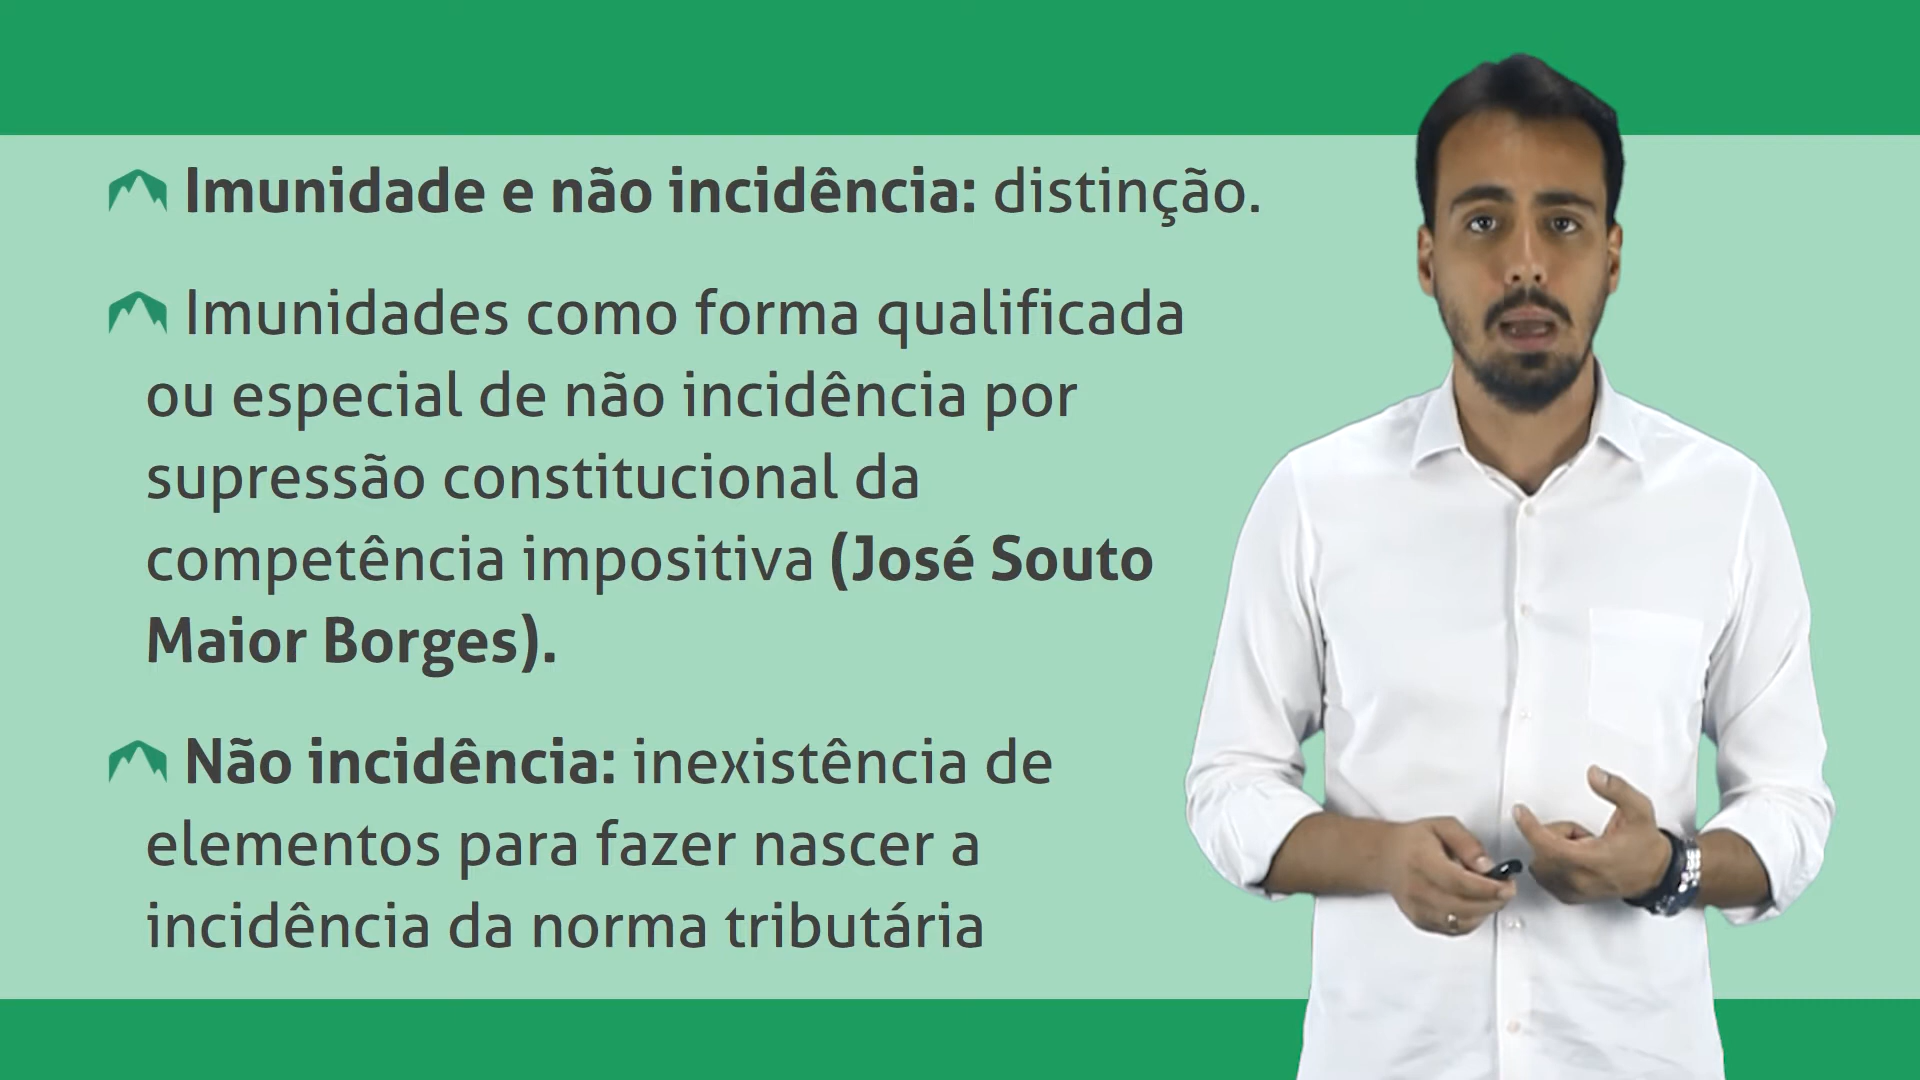 Imunidade e não incidência: distinção.
Imunidades como forma qualificada
ou especial de não incidência por
supressão constitucional da
competência impositiva (José Souto
Maior Borges).
Não incidência: inexistência de
elementos para fazer nascer a
incidência da norma tributária